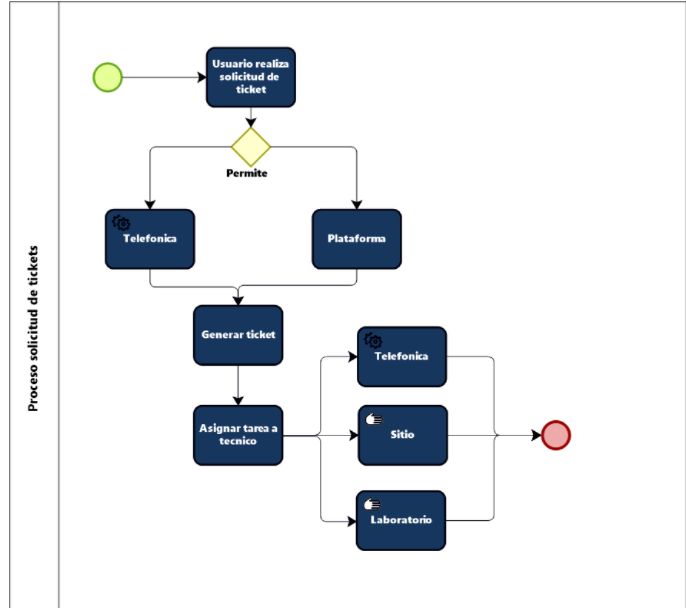 Proceso solicitud de tickets
Usuario realiza
solicitud de
ticket
Permite
Telefonica
Plataforma
Generar ticket
Asignar tarea a
tecnico
Telefonica
Sitio
Laboratorio